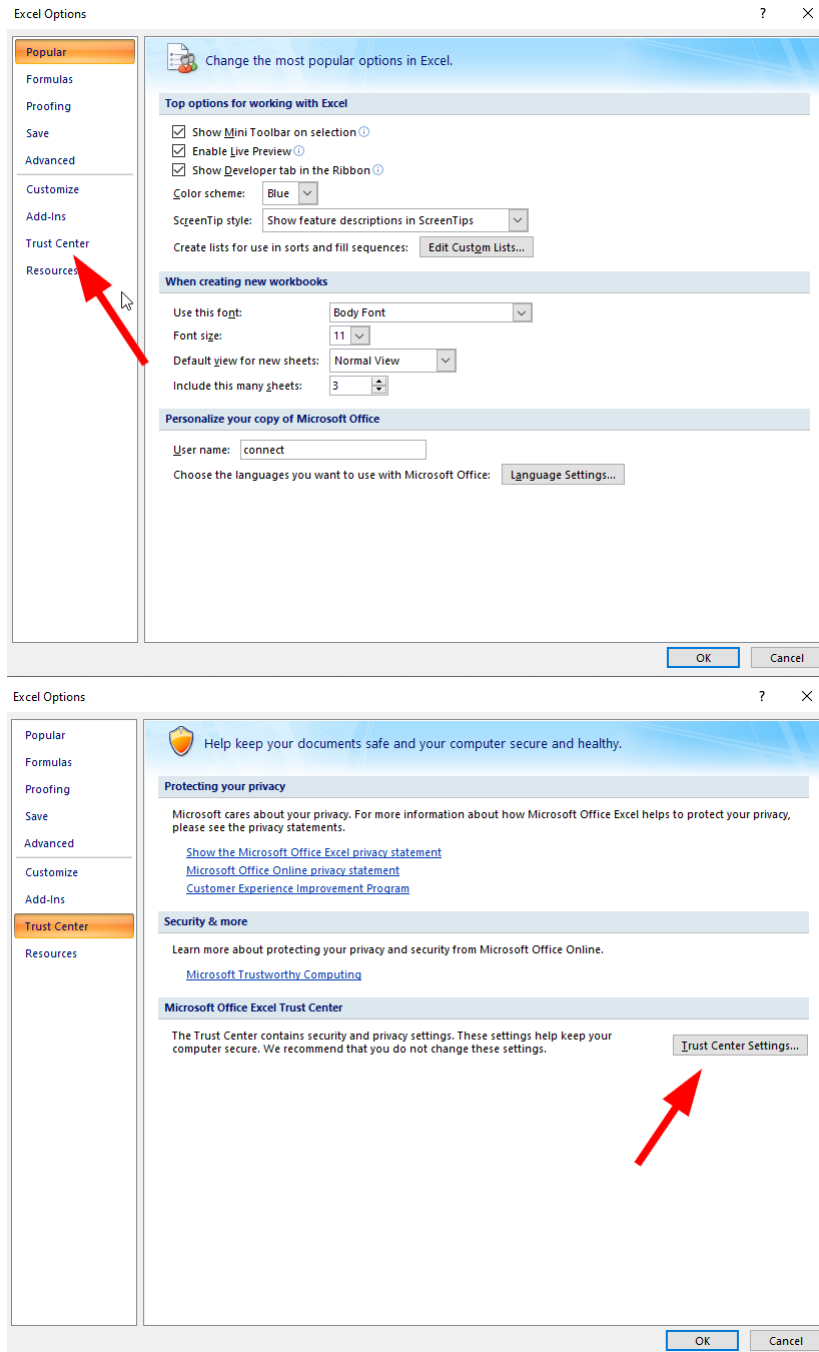 Excel Options
?
Popular
Formulas
Proofing
Save
Advanced
Customize
Add-Ins
Trust Center
Resources
Change the most popular options in Excel.
Top options for working with Excel
Show Mini Toolbar on selection
Enable Live Preview
Show Developer tab in the Ribbon
Color scheme: Blue
ScreenTip style: Show feature descriptions in ScreenTips
Create lists for use in sorts and fill sequences: Edit Custom Lists...
When creating new workbooks
Use this font: Body Font
Font size: 11
Default view for new sheets: Normal View
Include this many sheets: 3
Personalize your copy of Microsoft Office
User name: connect
Choose the languages you want to use with Microsoft Office: Language Settings...
OK Cancel
Excel Options
?
Popular
Formulas
Proofing
Save
Advanced
Customize
Add-Ins
Trust Center
Resources
Help keep your documents safe and your computer secure and healthy.
Protecting your privacy
Microsoft cares about your privacy. For more information about how Microsoft Office Excel helps to protect your privacy,
please see the privacy statements.
Show the Microsoft Office Excel privacy statement
Microsoft Office Online privacy statement
Customer Experience Improvement Program
Security & more
Learn more about protecting your privacy and security from Microsoft Office Online.
Microsoft Trustworthy Computing
Microsoft Office Excel Trust Center
The Trust Center contains security and privacy settings. These settings help keep your
computer secure. We recommend that you do not change these settings.
Trust Center Settings...
OK Cancel